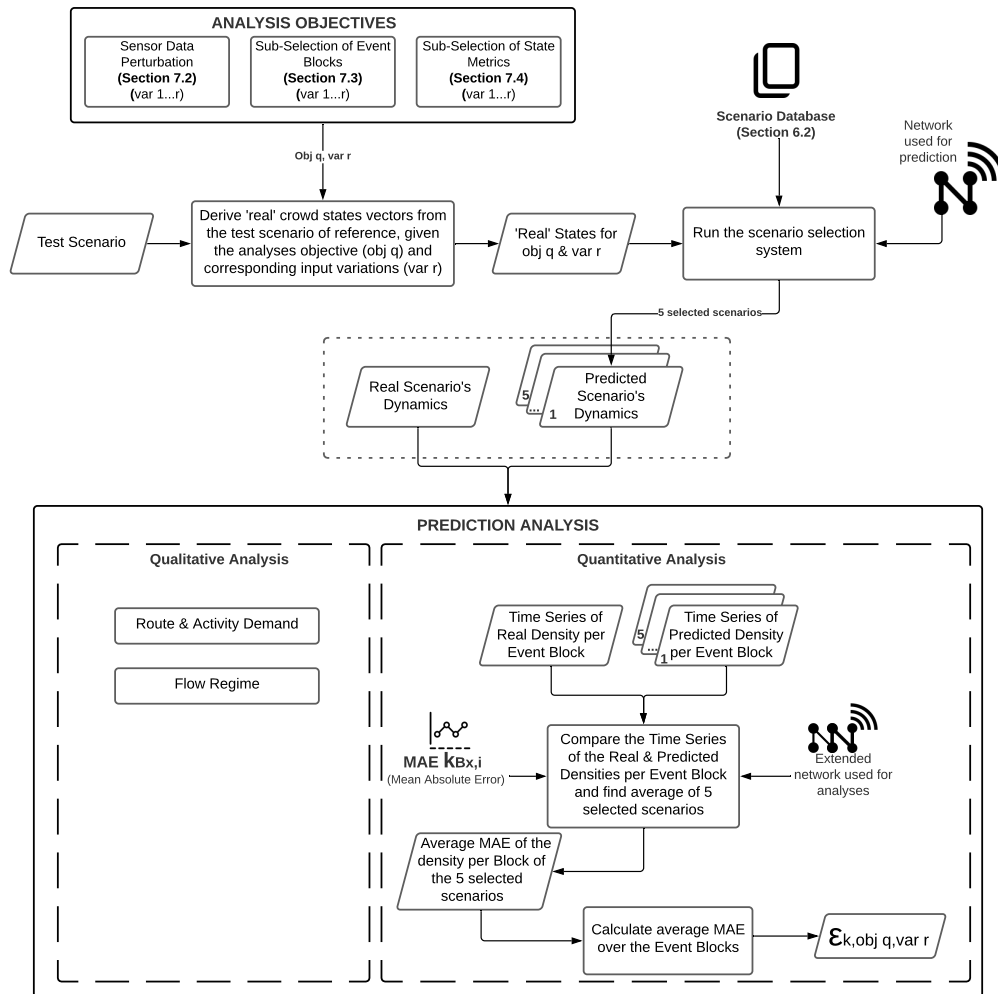 ANALYSIS OBJECTIVES
Sensor Data
Perturbation
(Section 7.2)
(var 1...r)
Sub-Selection of Event
Blocks
(Section 7.3)
(var 1...r)
Sub-Selection of State
Metrics
(Section 7.4)
(var 1...r)
Scenario Database
(Section 6.2)
Network
used for
prediction
Obj q, var r
Test Scenario
Derive 'real' crowd states vectors from
the test scenario of reference, given
the analyses objective (obj q) and
corresponding input variations (var r)
'Real' States for
obj q & var r
Run the scenario selection
system
5 selected scenarios
Real Scenario's
Dynamics
5
...
1
Predicted
Scenario's
Dynamics
PREDICTION ANALYSIS
Qualitative Analysis
Route & Activity Demand
Flow Regime
Quantitative Analysis
Time Series of
Real Density per
Event Block
5
...
1
Time Series of
Predicted Density
per Event Block
MAE kBx,i
(Mean Absolute Error)
Compare the Time Series
of the Real & Predicted
Densities per Event Block
and find average of 5
selected scenarios
Extended
network used for
analyses
Average MAE of the
density per Block of
the 5 selected
scenarios
Calculate average MAE
over the Event Blocks
εk,obj q,var r